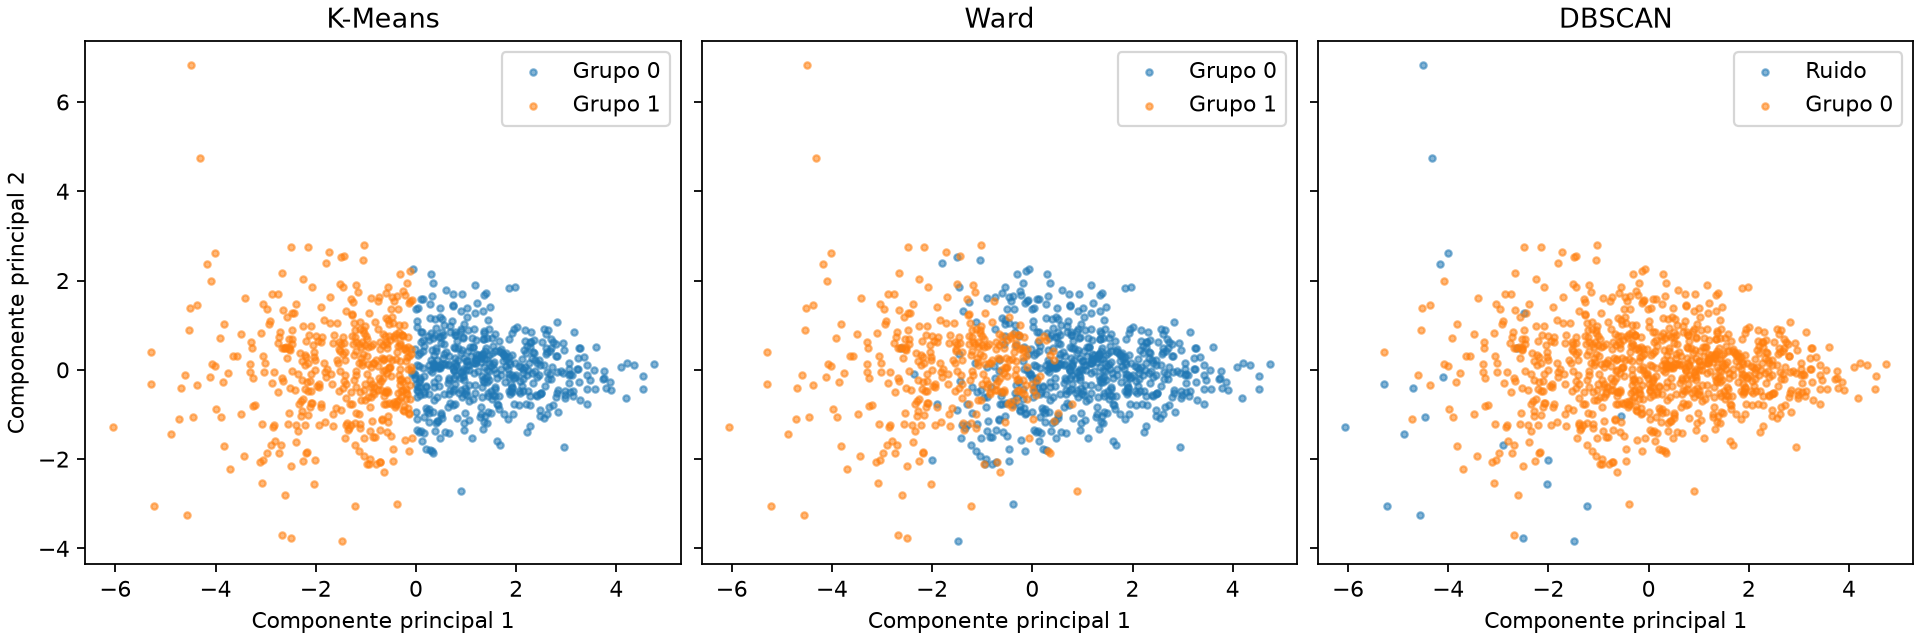 K-Means
Ward
DBSCAN
Grupo 0
Grupo 1
Grupo 0
Grupo 1
Ruido
Grupo 0
Componente principal 2
6
4
2
0
−2
−4
−6
−4
−2
0
2
4
−6
−4
−2
0
2
4
−6
−4
−2
0
2
4
Componente principal 1
Componente principal 1
Componente principal 1